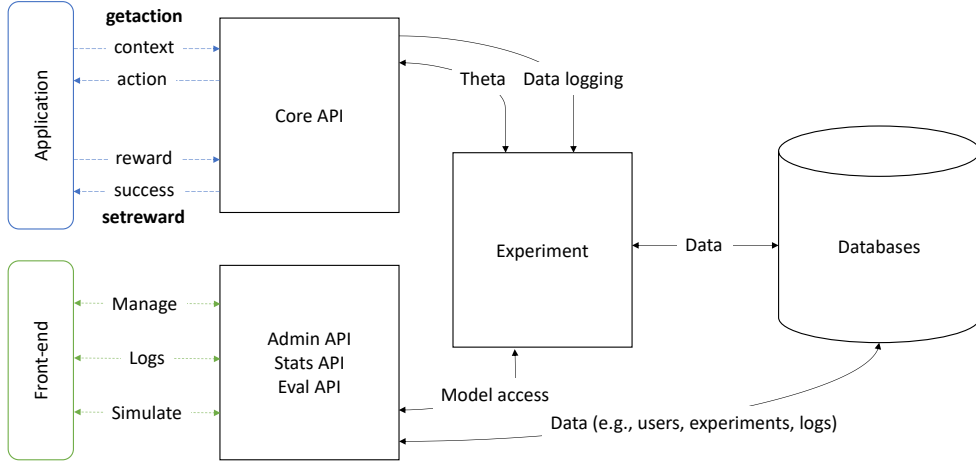 getaction
context
action
reward
success
setreward
Application
Core API
Theta
Data logging
Experiment
Data
Databases
Front-end
Manage
Logs
Simulate
Admin API
Stats API
Eval API
Model access
Data (e.g., users, experiments, logs)